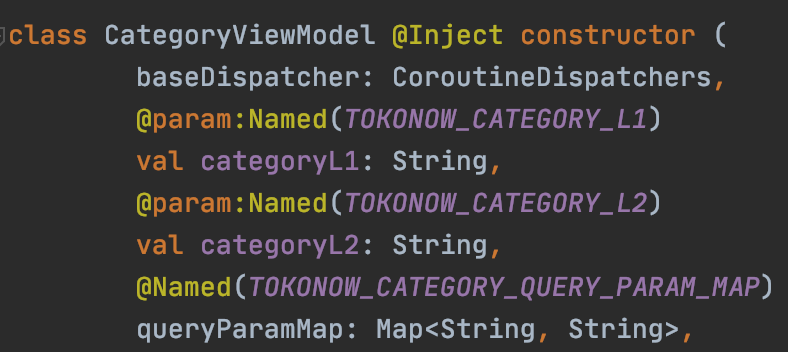 class CategoryViewModel @Inject constructor (
baseDispatcher: CoroutineDispatchers,
@param:Named(TOKONOW_CATEGORY_L1)
val categoryL1: String,
@param:Named(TOKONOW_CATEGORY_L2)
val categoryL2: String,
@Named(TOKONOW_CATEGORY_QUERY_PARAM_MAP)
queryParamMap: Map<String, String>,